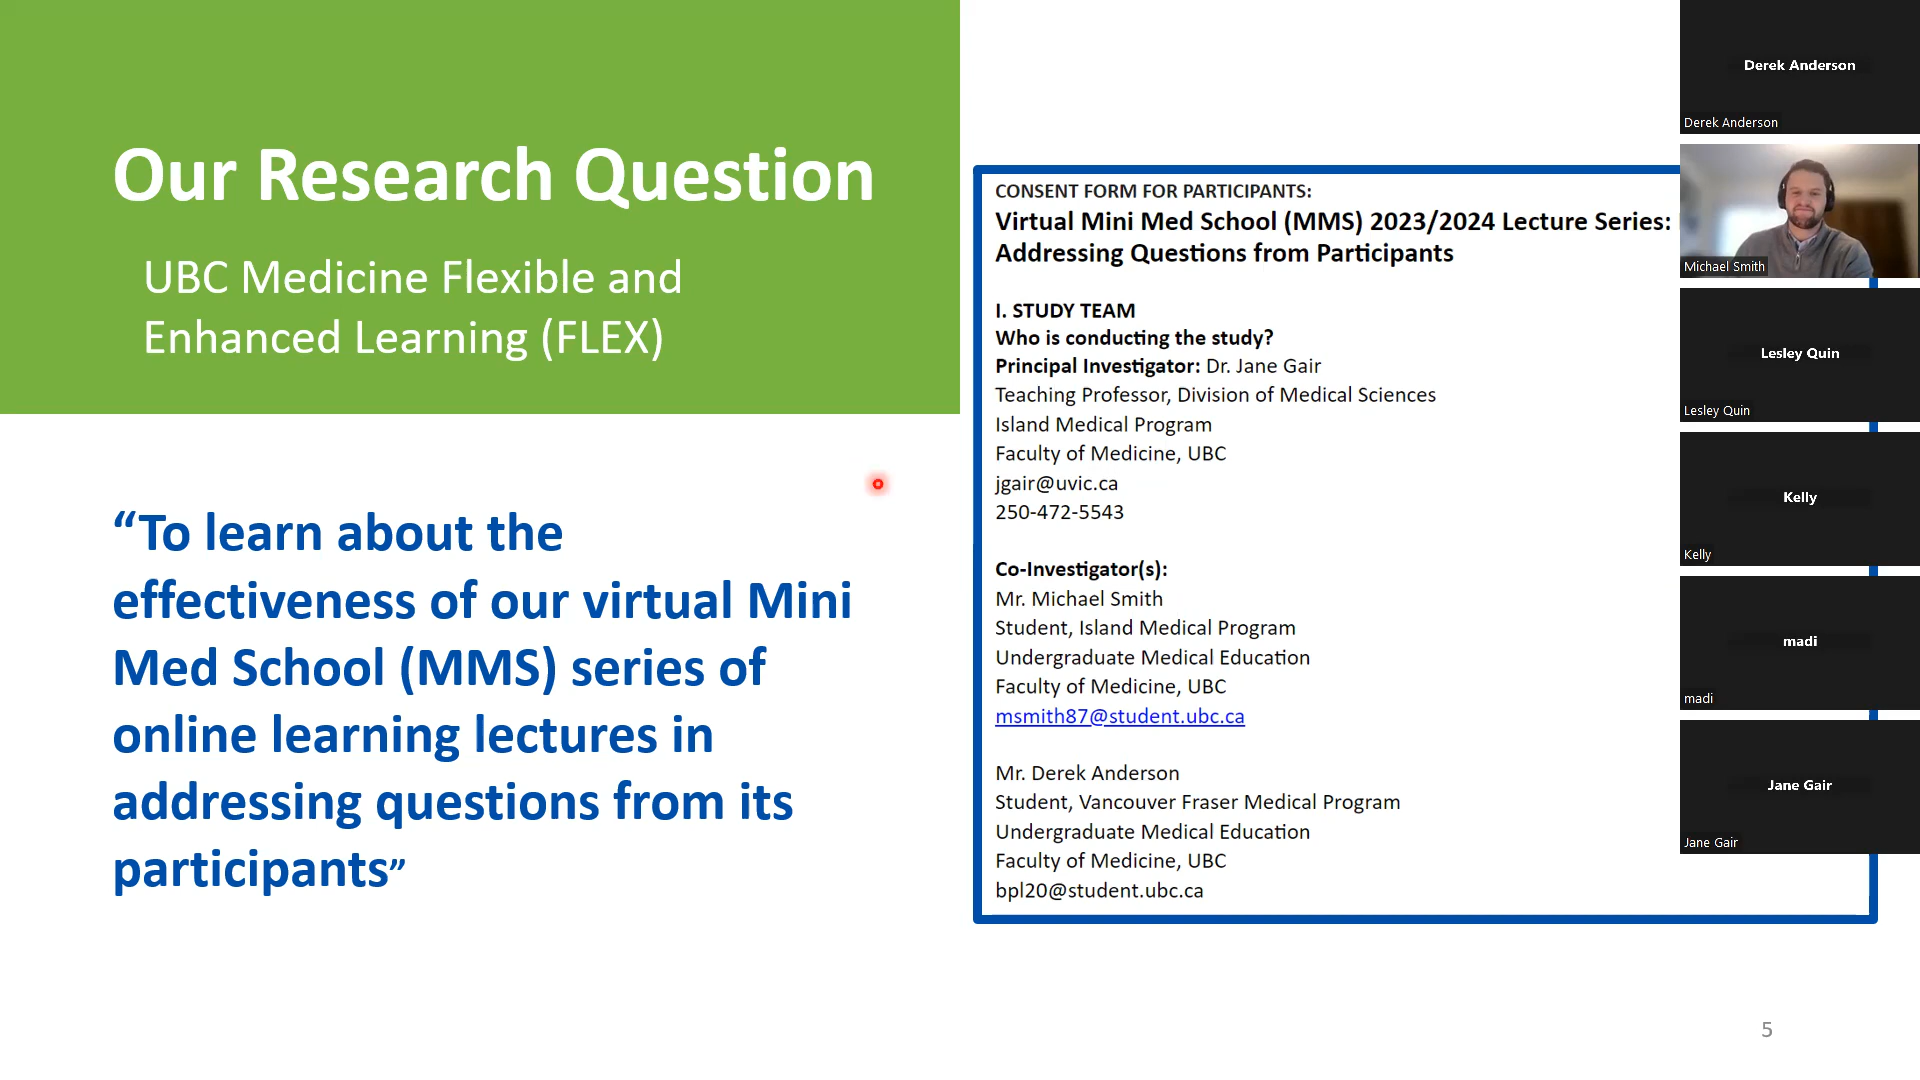 Our Research Question
UBC Medicine Flexible and
Enhanced Learning (FLEX)
“To learn about the
effectiveness of our virtual Mini
Med School (MMS) series of
online learning lectures in
addressing questions from its
participants”
CONSENT FORM FOR PARTICIPANTS:
Virtual Mini Med School (MMS) 2023/2024 Lecture Series:
Addressing Questions from Participants
I. STUDY TEAM
Who is conducting the study?
Principal Investigator: Dr. Jane Gair
Teaching Professor, Division of Medical Sciences
Island Medical Program
Faculty of Medicine, UBC
jgair@uvic.ca
250-472-5543
Co-Investigator(s):
Mr. Michael Smith
Student, Island Medical Program
Undergraduate Medical Education
Faculty of Medicine, UBC
msmith87@student.ubc.ca
Mr. Derek Anderson
Student, Vancouver Fraser Medical Program
Undergraduate Medical Education
Faculty of Medicine, UBC
bpl20@student.ubc.ca
5
Derek Anderson
Derek Anderson
Michael Smith
Lesley Quin
Lesley Quin
Kelly
Kelly
madi
madi
Jane Gair
Jane Gair